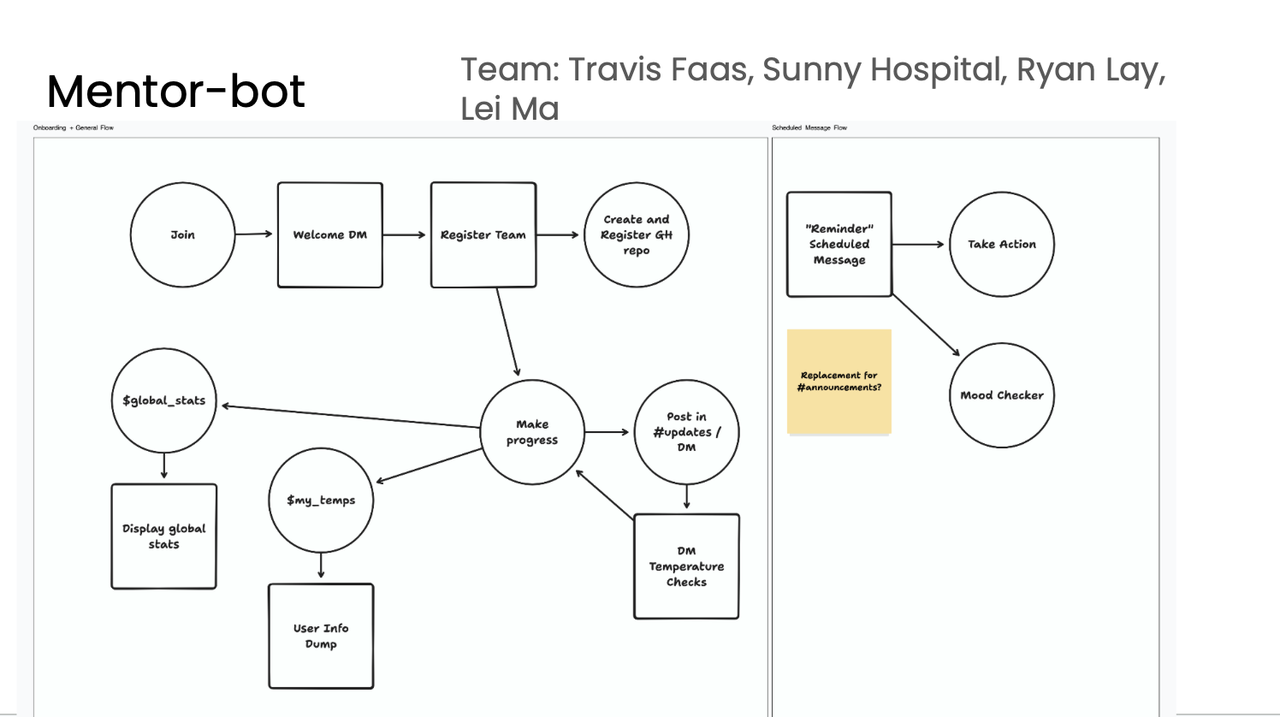 Mentor-bot
Team: Travis Faas, Sunny Hospital, Ryan Lay,
Lei Ma
Onboarding + General Flow
Join
Welcome DM
Register Team
Create and
Register GH
repo
$global_stats
Make
progress
Post in
#updates /
DM
$my_temps
Display global
stats
DM
Temperature
Checks
User Info
Dump
Scheduled Message Flow
"Reminder"
Scheduled
Message
Take Action
Replacement for
#announcements?
Mood Checker